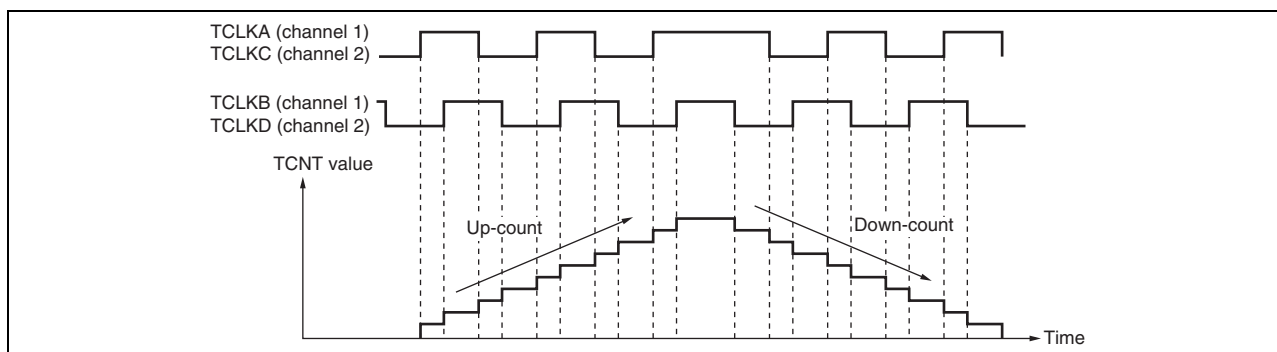 TCLKA (channel 1)
TCLKC (channel 2)
TCLKB (channel 1)
TCLKD (channel 2)
TCNT value
Up-count
Down-count
Time